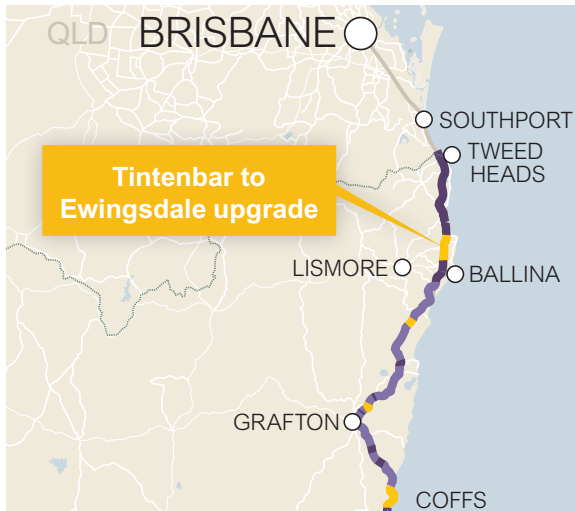 QLD
BRISBANE
SOUTHPORT
TWEED
HEADS
Tintenbar to
Ewingsdale upgrade
LISMORE
BALLINA
GRAFTON
COFFS